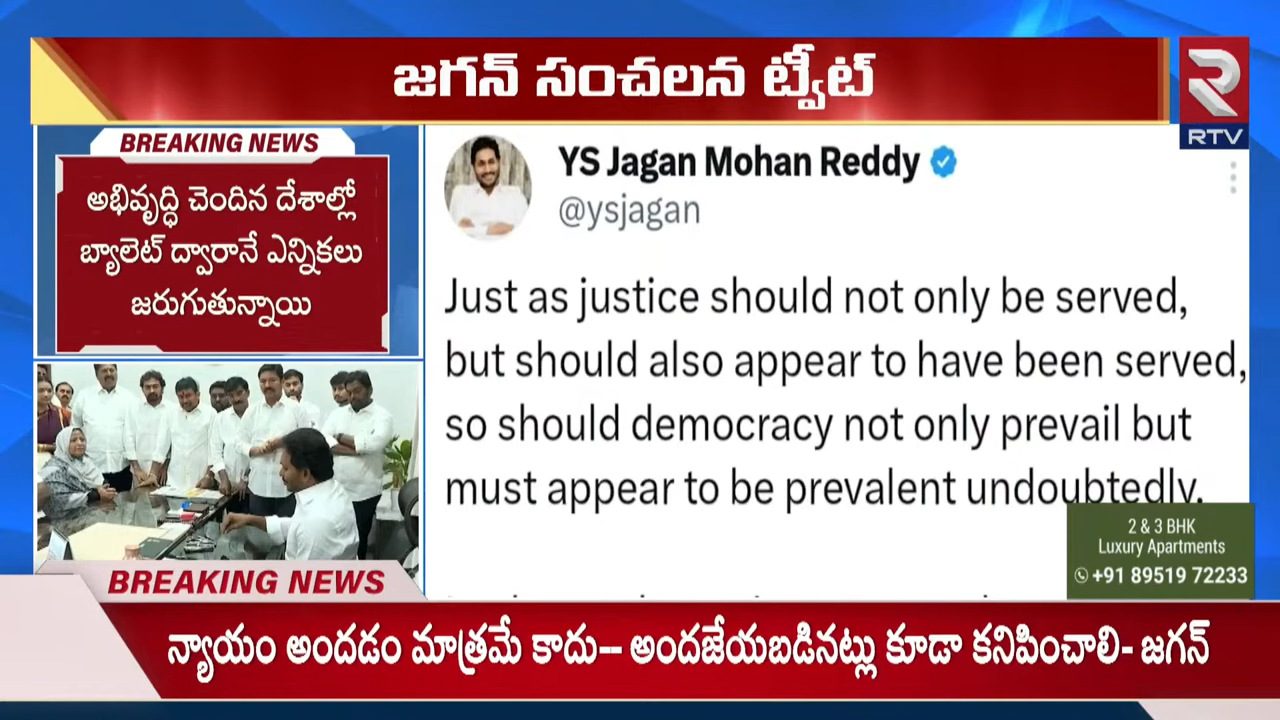 జగన్ సంచలన ట్వీట్
RTV
BREAKING NEWS
అభివృద్ధి చెందిన దేశాల్లో
బ్యాలెట్ ద్వారానే ఎన్నికలు
జరుగుతున్నాయి
YS Jagan Mohan Reddy
@ysjagan
Just as justice should not only be served,
but should also appear to have been served,
so should democracy not only prevail but
must appear to be prevalent undoubtedly.
2 & 3 BHK
Luxury Apartments
+91 89519 72233
BREAKING NEWS
న్యాయం అందడం మాత్రమే కాదు-- అందజేయబడినట్లు కూడా కనిపించాలి- జగన్